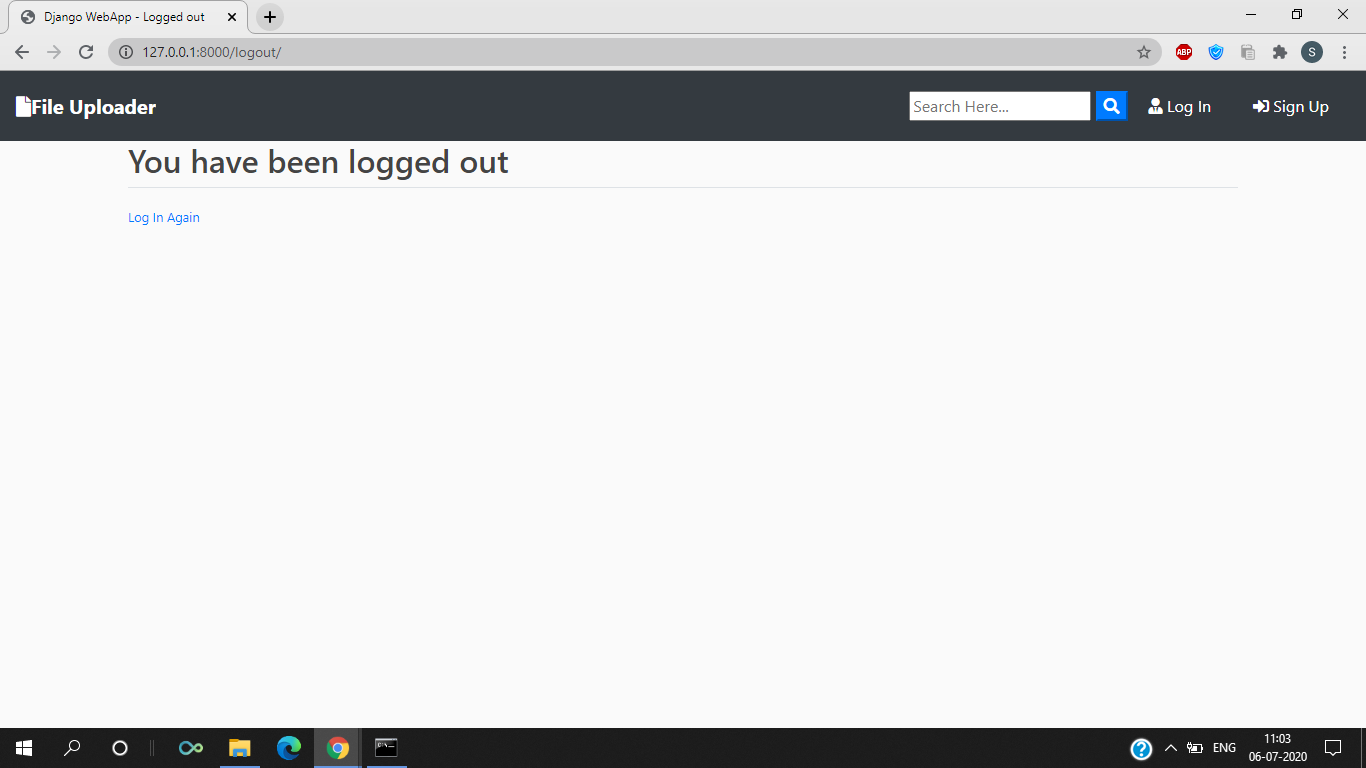 Django WebApp - Logged out
127.0.0.1:8000/logout/
ABP
S
File Uploader
Search Here...
Log In
Sign Up
You have been logged out
Log In Again
ENG
11:03
06-07-2020